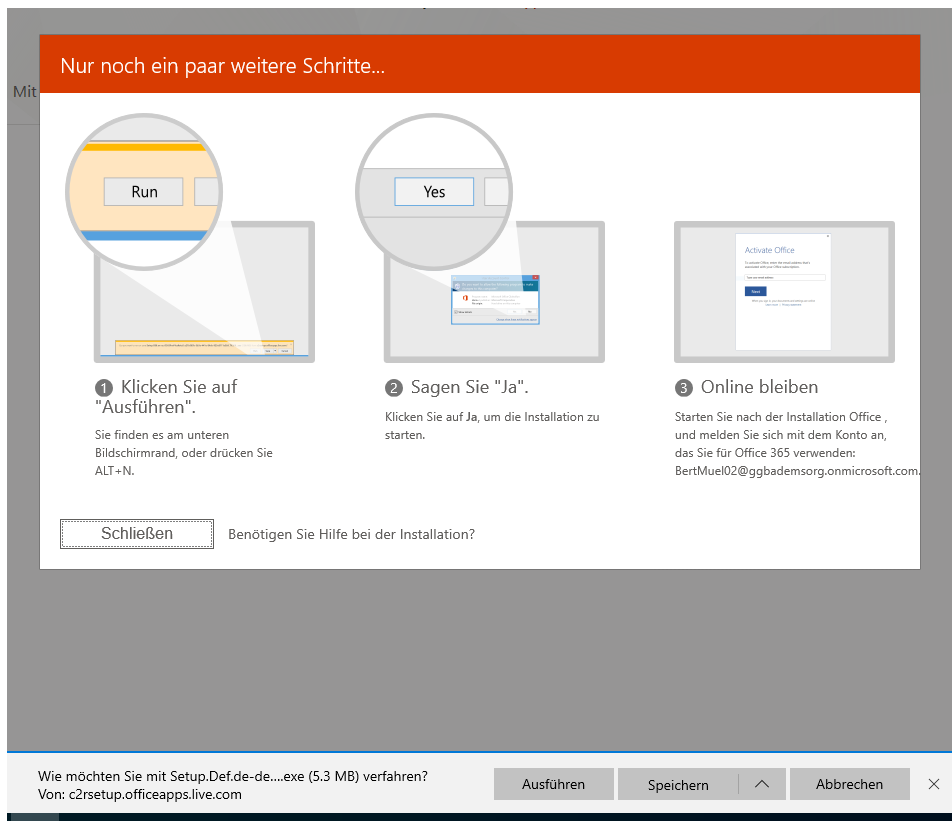 Nur noch ein paar weitere Schritte...
Mit
Run
Yes
Activate Office
1 Klicken Sie auf
"Ausführen".
Sie finden es am unteren
Bildschirmrand, oder drücken Sie
ALT+N.
2 Sagen Sie "Ja".
Klicken Sie auf Ja, um die Installation zu
starten.
3 Online bleiben
Starten Sie nach der Installation Office ,
und melden Sie sich mit dem Konto an,
das Sie für Office 365 verwenden:
BertMuel02@ggbademsorg.onmicrosoft.com.
Schließen
Benötigen Sie Hilfe bei der Installation?
Wie möchten Sie mit Setup.Def.de-de....exe (5.3 MB) verfahren?
Von: c2rsetup.officeapps.live.com
Ausführen
Speichern
Abbrechen